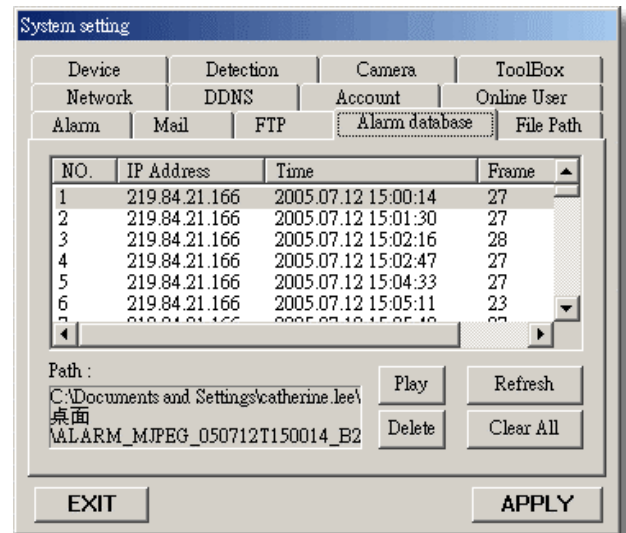 System setting
Device Detection Camera ToolBox
Network DDNS Account Online User
Alarm Mail FTP Alarm database File Path
NO. IP Address Time Frame
1 219.84.21.166 2005.07.12 15:00:14 27
2 219.84.21.166 2005.07.12 15:01:30 27
3 219.84.21.166 2005.07.12 15:02:16 28
4 219.84.21.166 2005.07.12 15:02:47 27
5 219.84.21.166 2005.07.12 15:04:33 27
6 219.84.21.166 2005.07.12 15:05:11 23
Path :
C:\Documents and Settings\catherine.lee\
桌面
\ALARM_MJPEG_050712T150014_B2
Play Refresh
Delete Clear All
EXIT APPLY